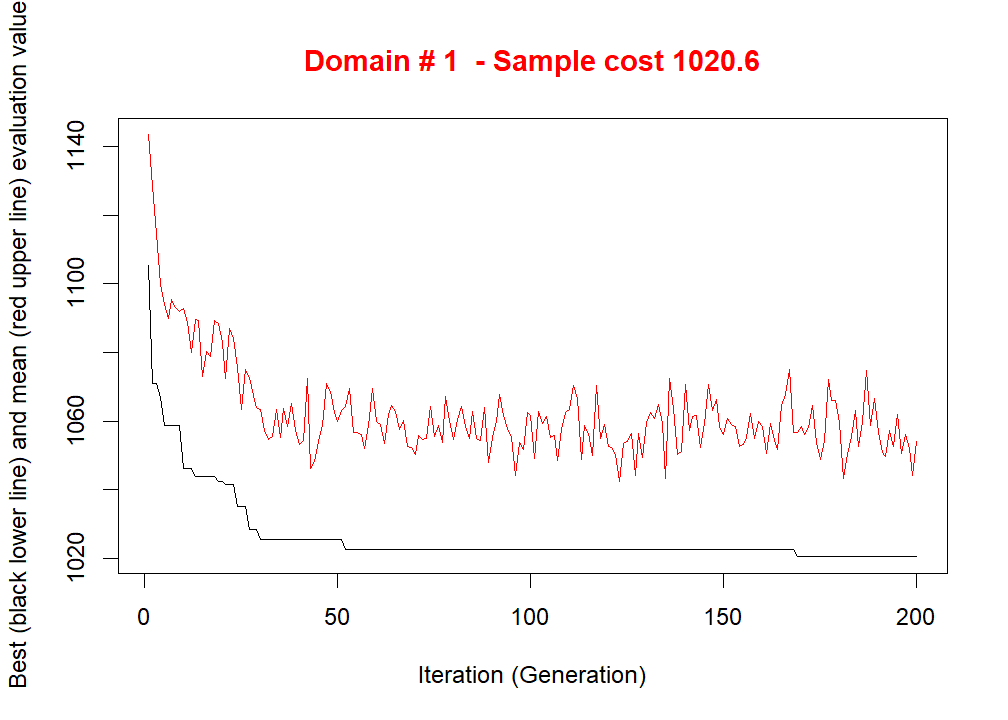 Domain # 1  - Sample cost 1020.6
Best (black lower line) and mean (red upper line) evaluation value
1140
1100
1060
1020
0 50 100 150 200
Iteration (Generation)